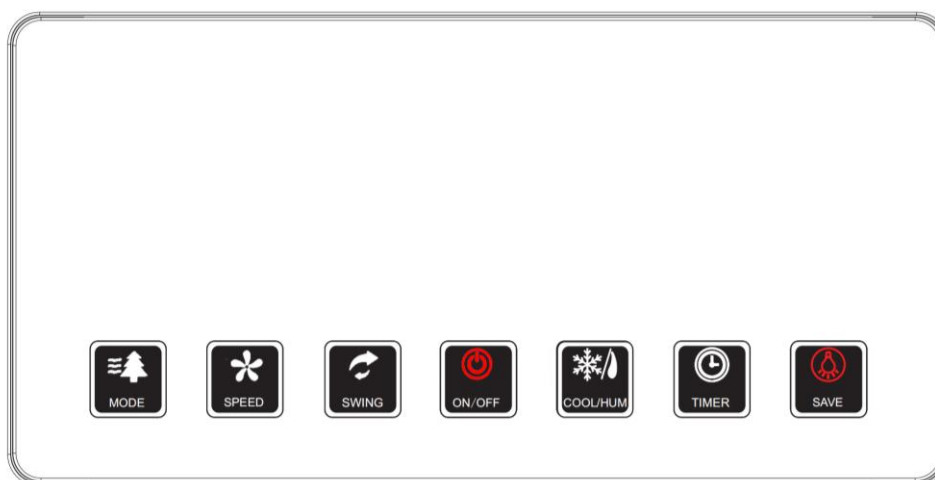 MODE
SPEED
SWING
ON/OFF
COOL/HUM
TIMER
SAVE